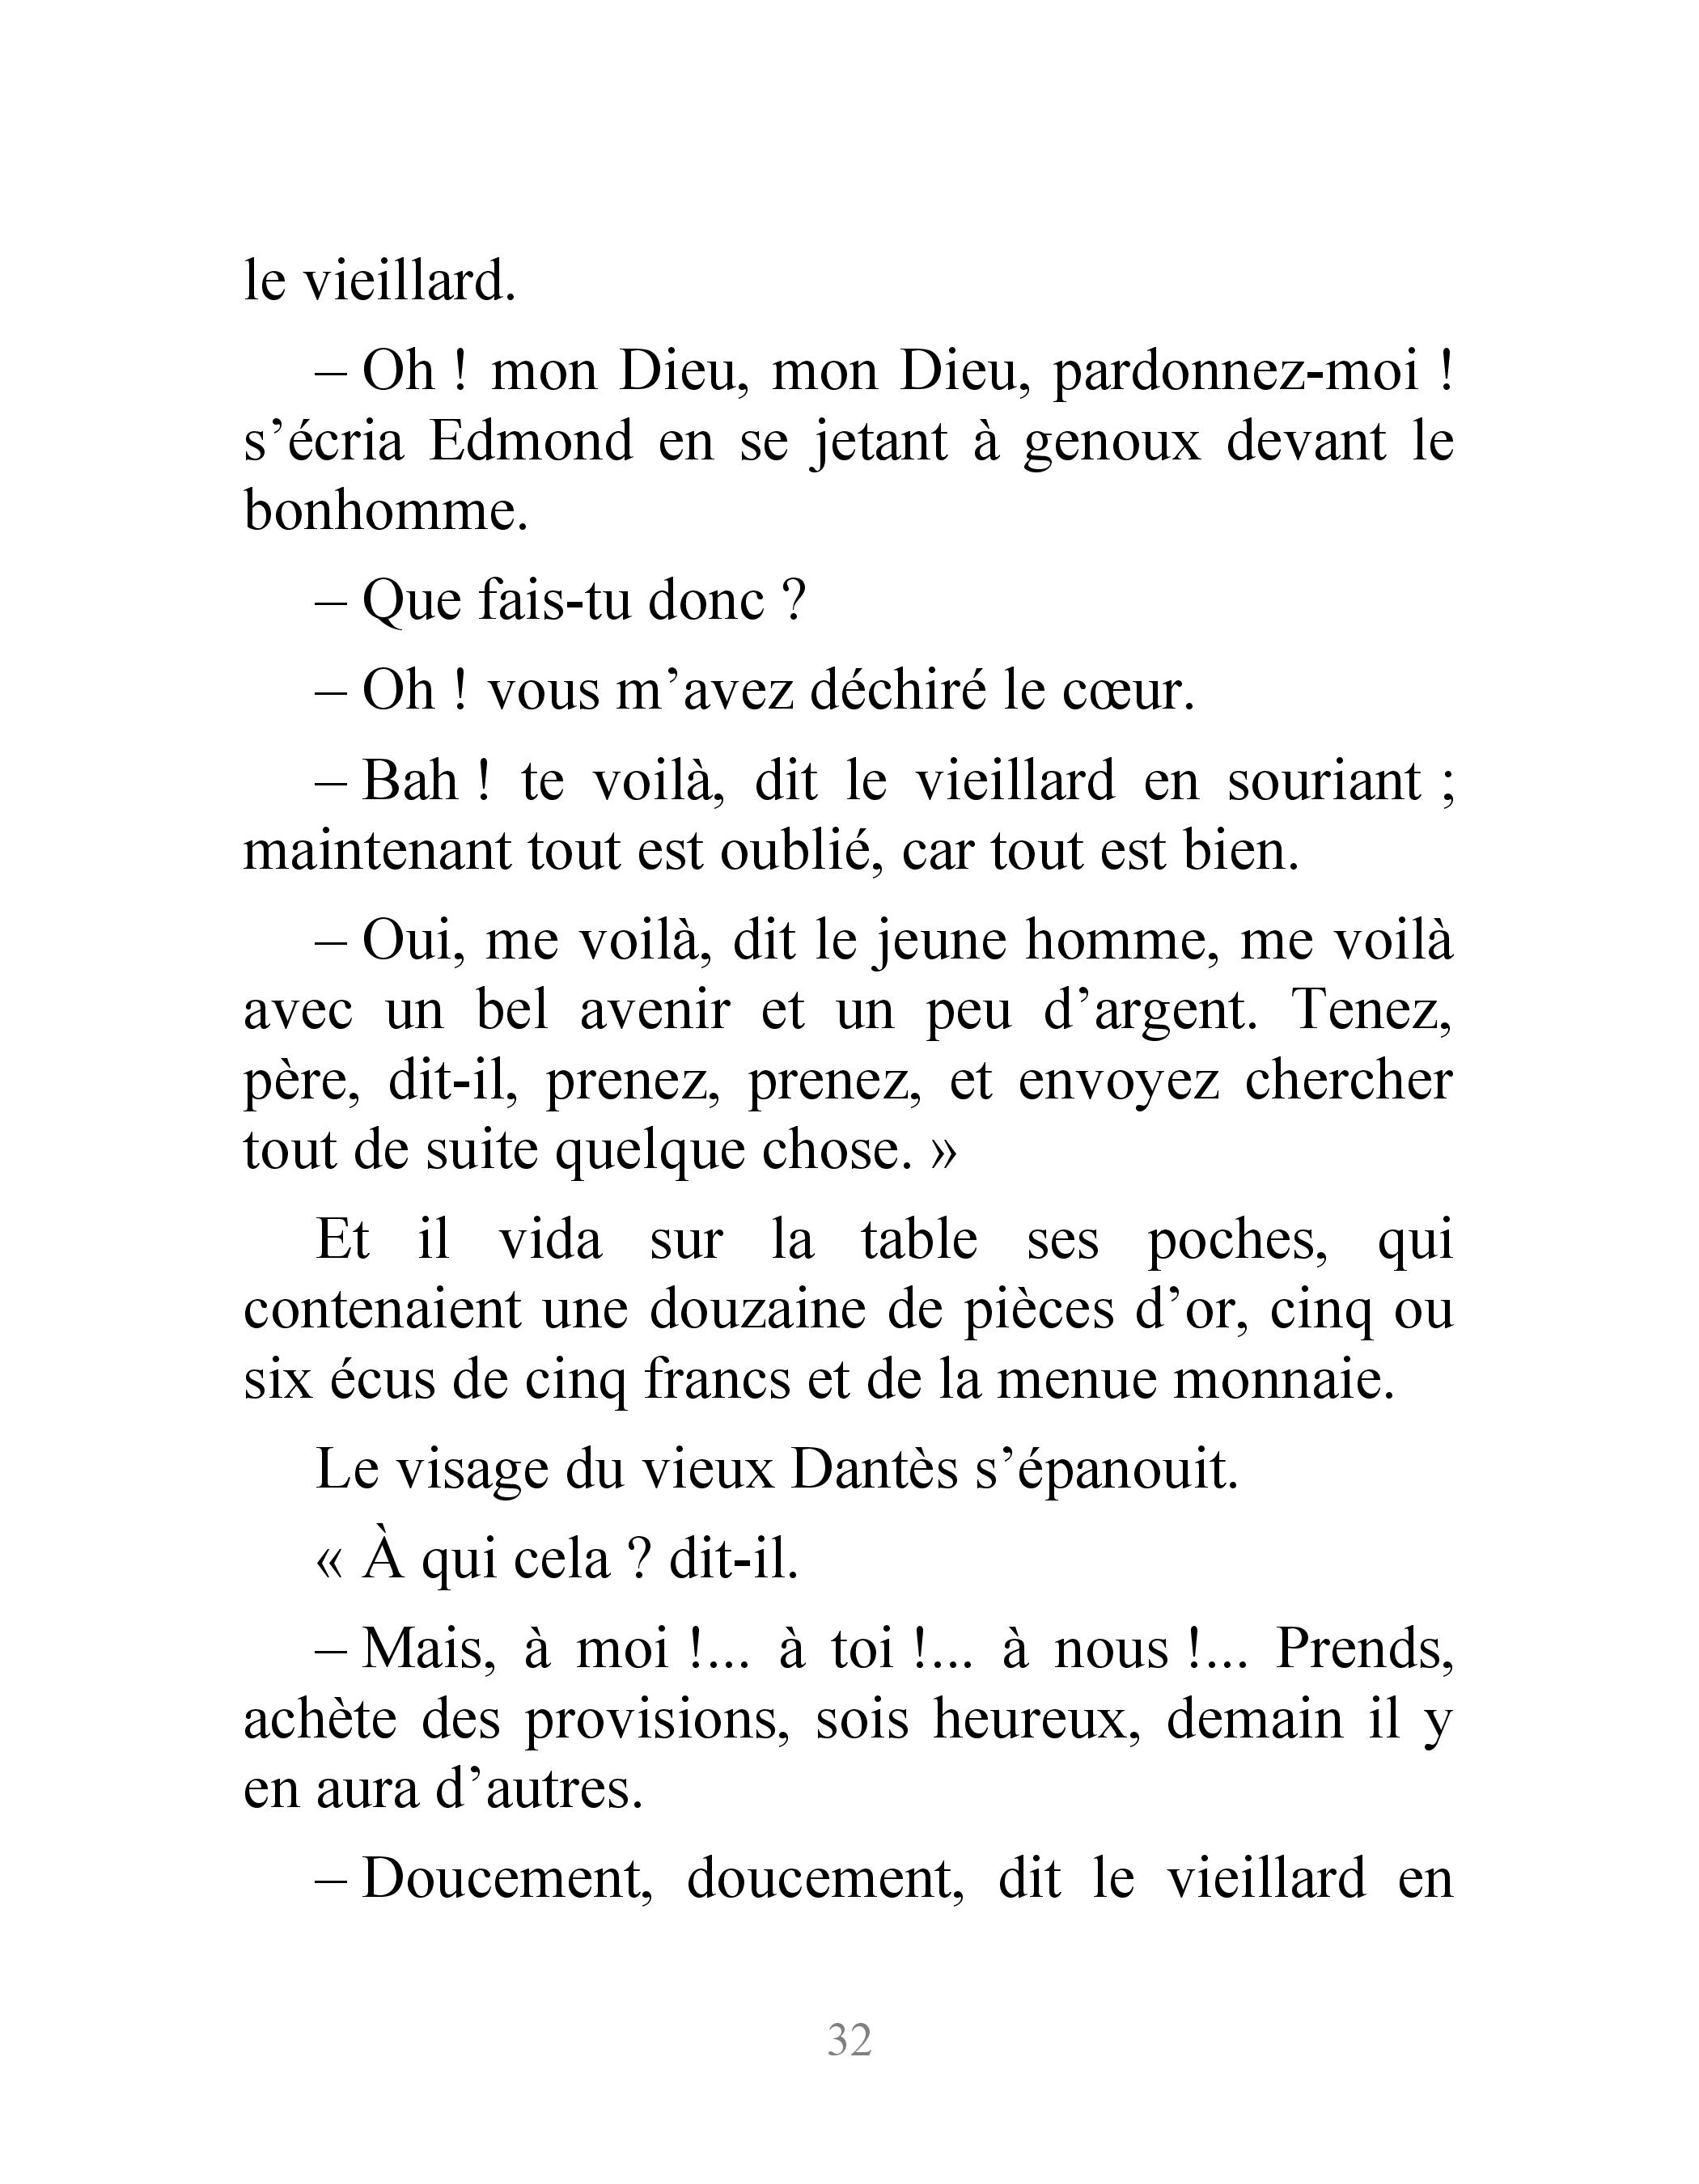 le vieillard.
– Oh ! mon Dieu, mon Dieu, pardonnez-moi !
s’écria Edmond en se jetant à genoux devant le
bonhomme.
– Que fais-tu donc ?
– Oh ! vous m’avez déchiré le cœur.
– Bah ! te voilà, dit le vieillard en souriant ;
maintenant tout est oublié, car tout est bien.
– Oui, me voilà, dit le jeune homme, me voilà
avec un bel avenir et un peu d’argent. Tenez,
père, dit-il, prenez, prenez, et envoyez chercher
tout de suite quelque chose. »
Et il vida sur la table ses poches, qui
contenaient une douzaine de pièces d’or, cinq ou
six écus de cinq francs et de la menue monnaie.
Le visage du vieux Dantès s’épanouit.
« À qui cela ? dit-il.
– Mais, à moi !... à toi !... à nous !... Prends,
achète des provisions, sois heureux, demain il y
en aura d’autres.
– Doucement, doucement, dit le vieillard en
32